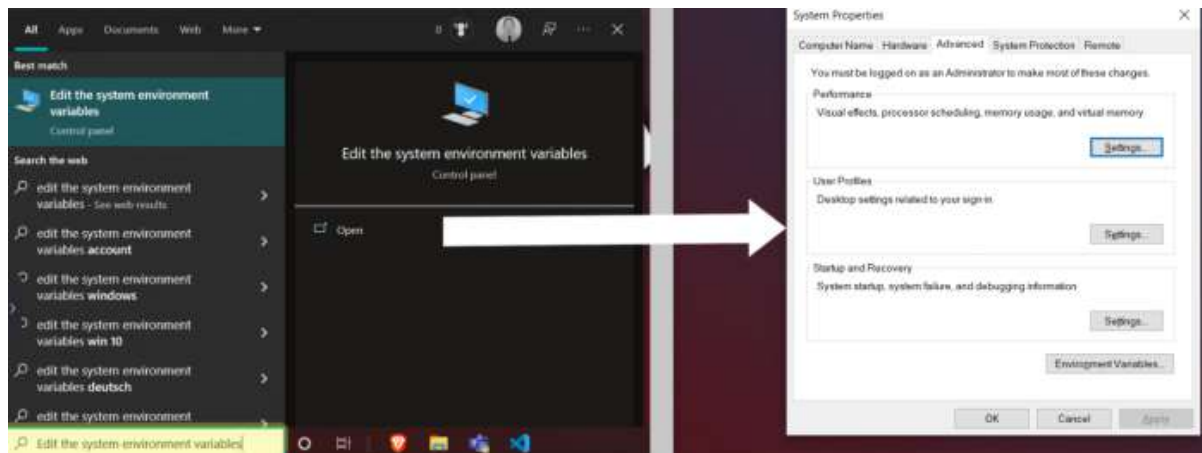 All Apps Documents Web More
Best match
Edit the system environment
variables
Control panel
Search the web
edit the system environment
variables - See web results
edit the system environment
variables account
edit the system environment
variables windows
edit the system environment
variables win 10
edit the system environment
variables deutsch
edit the system environment
Edit the system environment variables
Edit the system environment variables
Control panel
Open
System Properties
Computer Name Hardware Advanced System Protection Remote
You must be logged on as an Administrator to make most of these changes.
Performance
Visual effects, processor scheduling, memory usage, and virtual memory
Settings...
User Profiles
Desktop settings related to your sign-in
Settings...
Startup and Recovery
System startup, system failure, and debugging information
Settings...
Environment Variables...
OK Cancel Apply